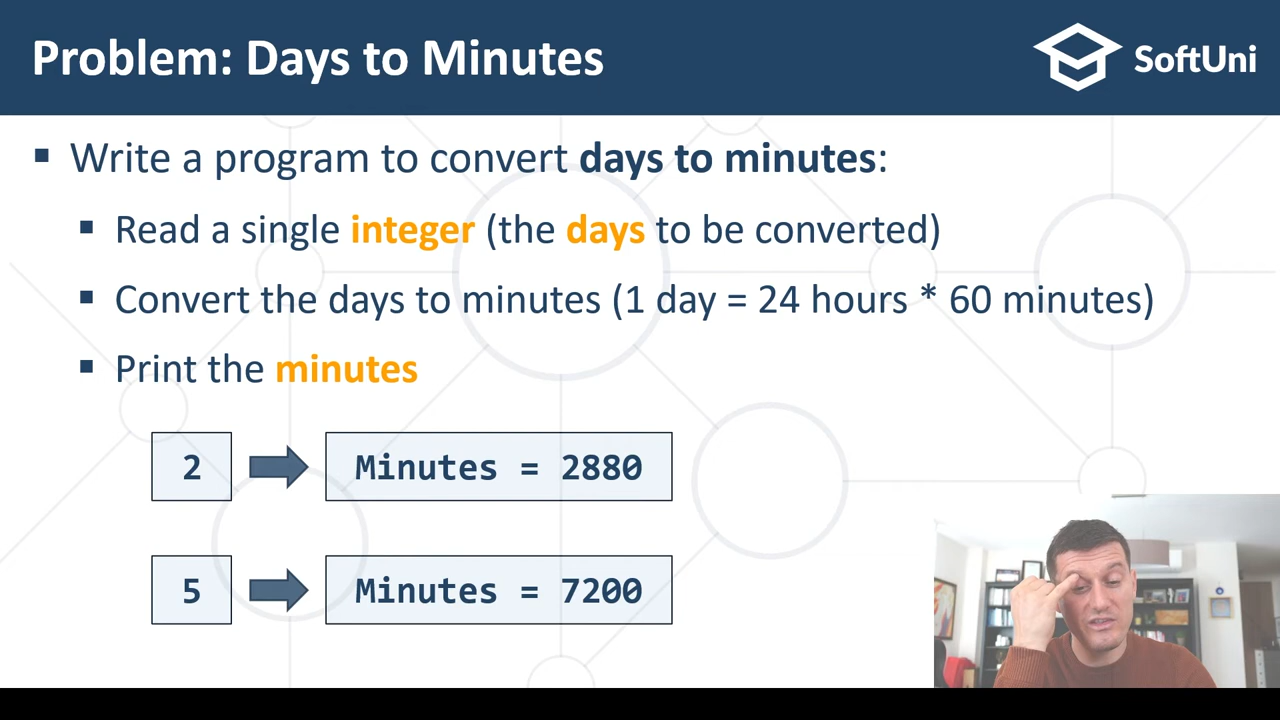 Problem: Days to Minutes
SoftUni
Write a program to convert days to minutes:
Read a single integer (the days to be converted)
Convert the days to minutes (1 day = 24 hours * 60 minutes)
Print the minutes
2
Minutes = 2880
5
Minutes = 7200